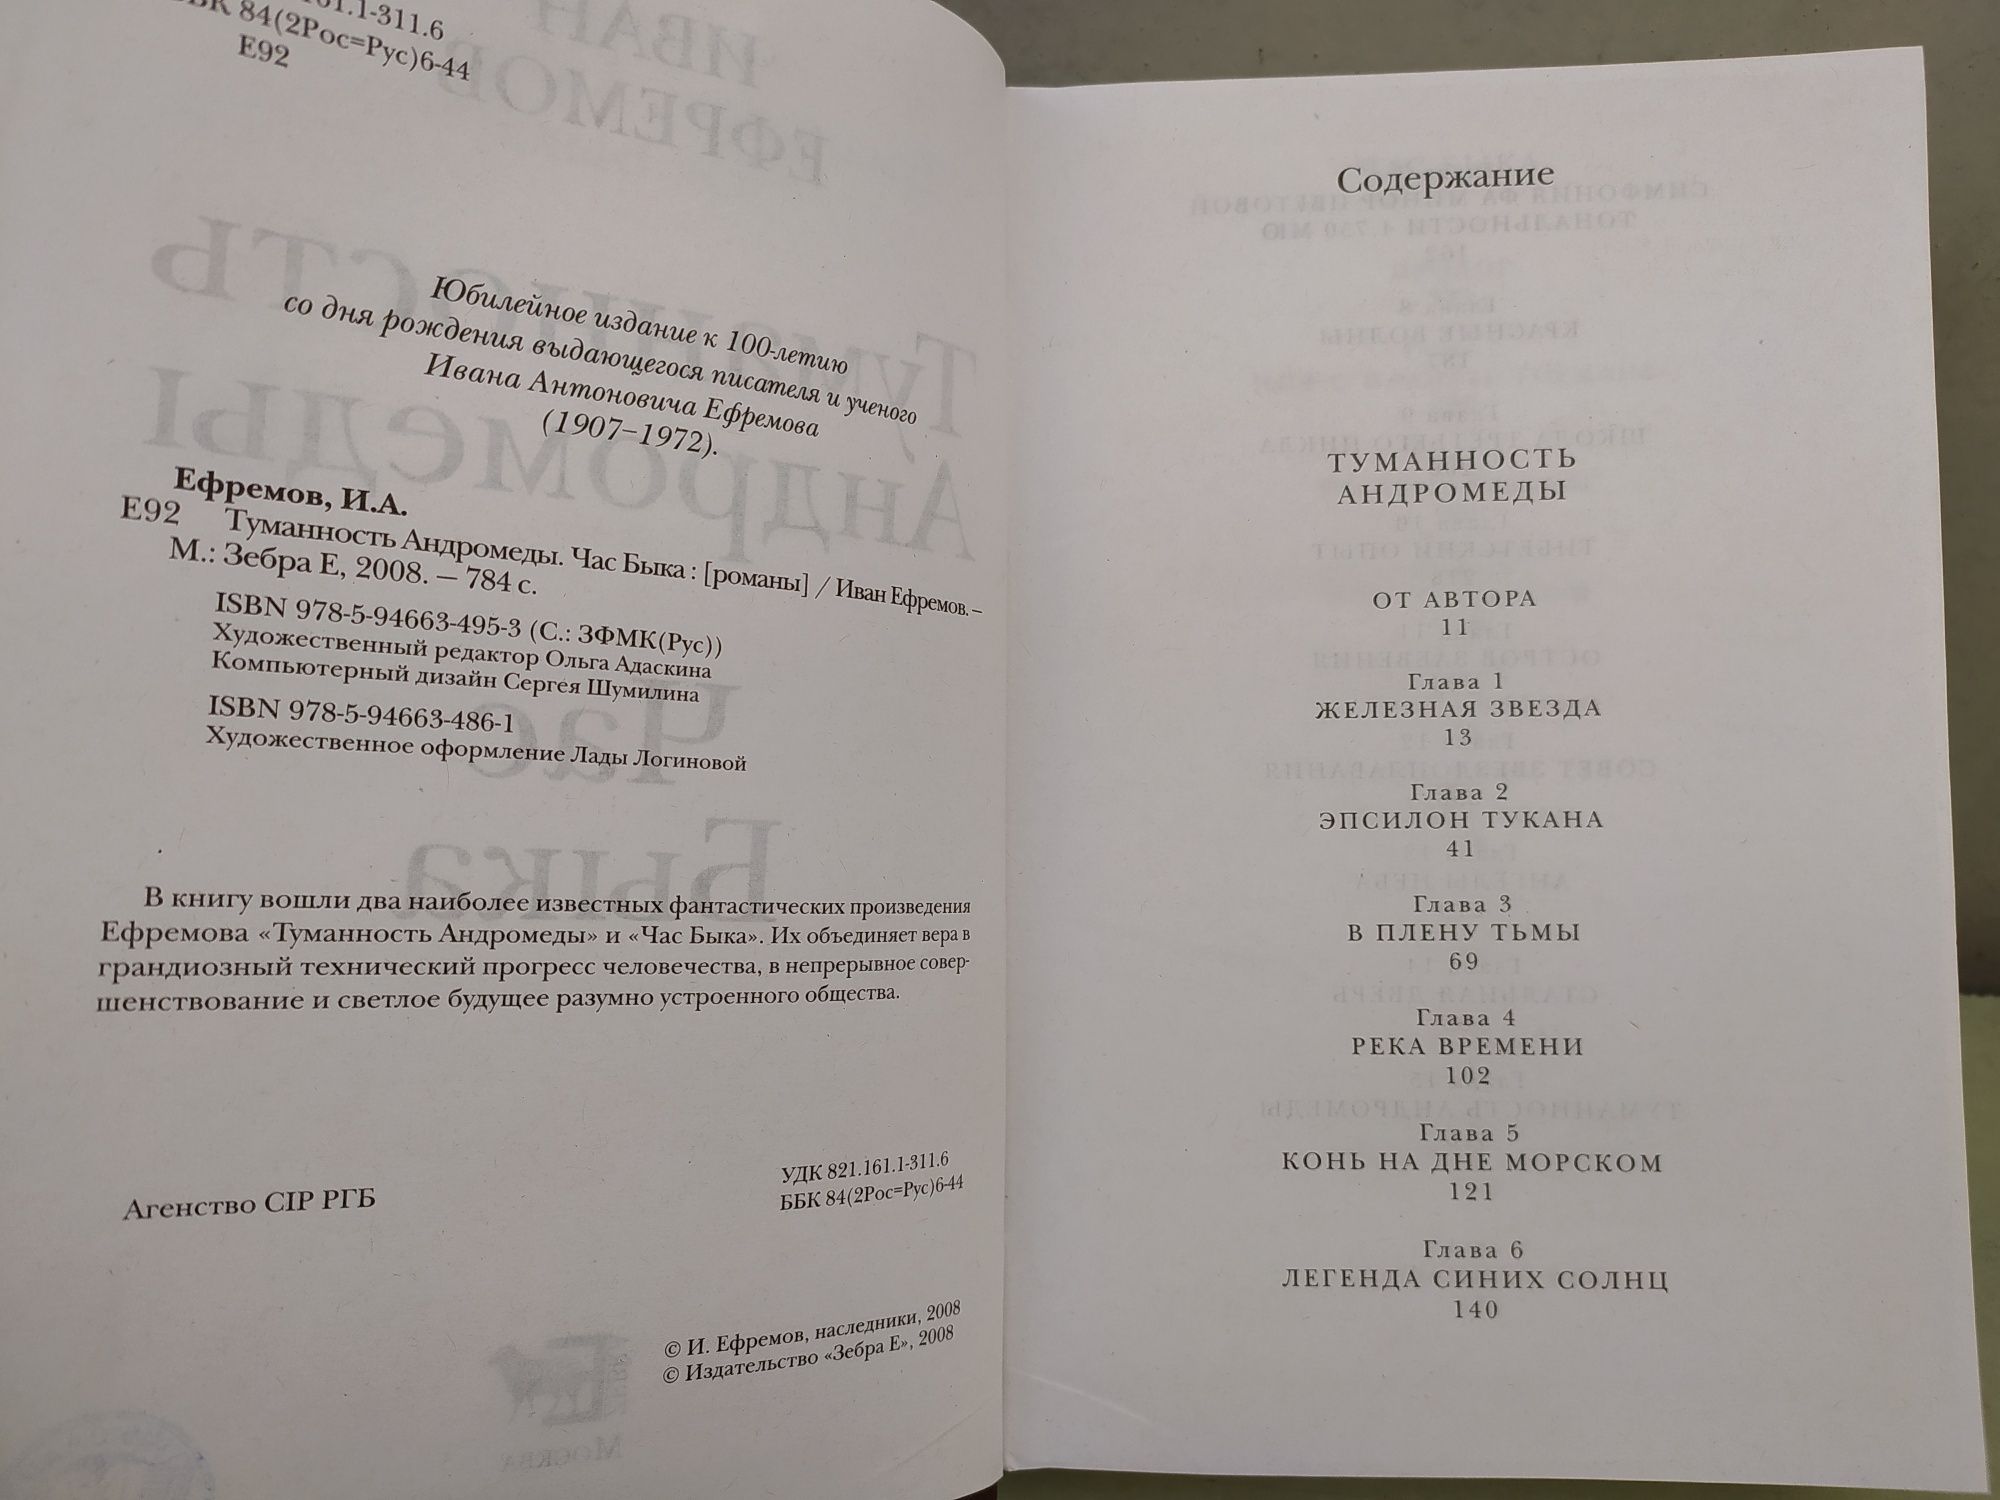 ББК 84(2Рос=Рус)6-44
Е92
Юбилейное издание к 100-летию
со дня рождения выдающегося писателя и ученого
Ивана Антоновича Ефремова
(1907–1972).
Ефремов, И.А.
Е92 Туманность Андромеды. Час Быка : [романы] / Иван Ефремов. –
М.: Зебра Е, 2008. — 784 с.
ISBN 978-5-94663-495-3 (С.: ЗФМК(Рус))
Художественный редактор Ольга Адаскина
Компьютерный дизайн Сергея Шумилина
ISBN 978-5-94663-486-1
Художественное оформление Лады Логиновой
В книгу вошли два наиболее известных фантастических произведения
Ефремова «Туманность Андромеды» и «Час Быка». Их объединяет вера в
грандиозный технический прогресс человечества, в непрерывное совер-
шенствование и светлое будущее разумно устроенного общества.
УДК 821.161.1-311.6
ББК 84(2Рос=Рус)6-44
Агенство CIP РГБ
© И. Ефремов, наследники, 2008
© Издательство «Зебра Е», 2008
Содержание
ТУМАННОСТЬ
АНДРОМЕДЫ
ОТ АВТОРА
11
Глава 1
ЖЕЛЕЗНАЯ ЗВЕЗДА
13
Глава 2
ЭПСИЛОН ТУКАНА
41
Глава 3
В ПЛЕНУ ТЬМЫ
69
Глава 4
РЕКА ВРЕМЕНИ
102
Глава 5
КОНЬ НА ДНЕ МОРСКОМ
121
Глава 6
ЛЕГЕНДА СИНИХ СОЛНЦ
140